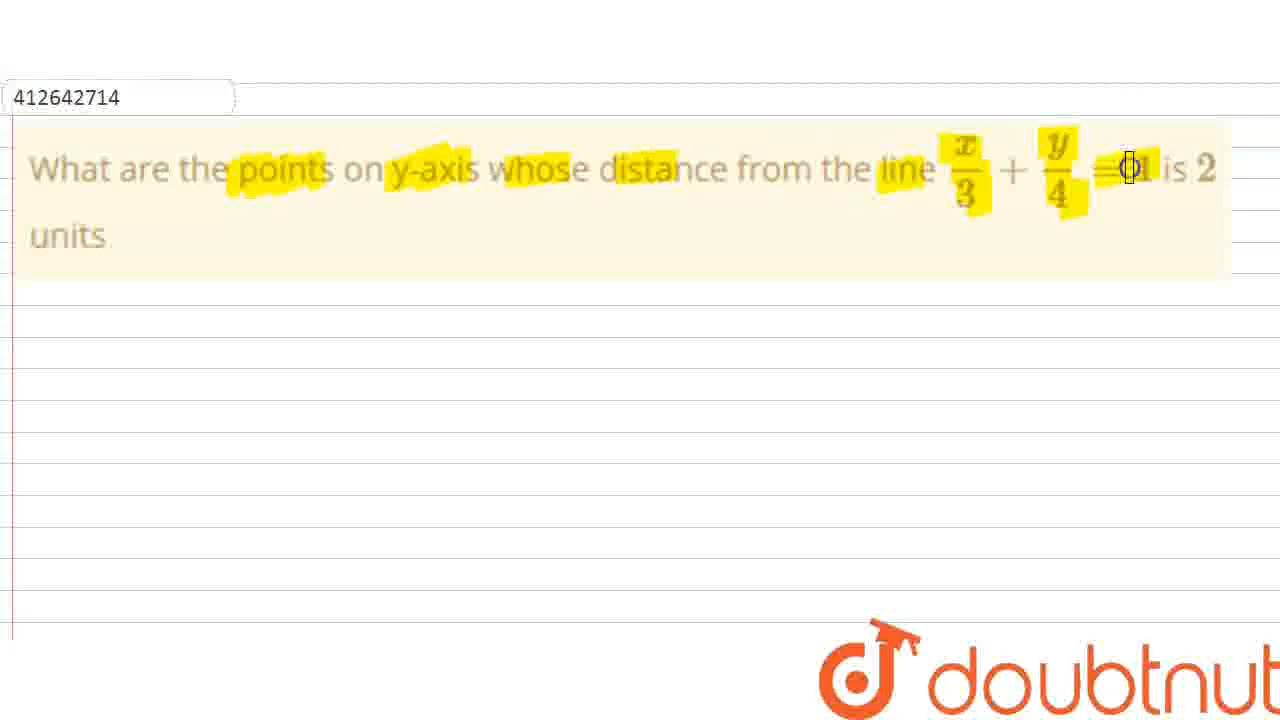 412642714
What are the points on y-axis whose distance from the line x/3 + y/4 = 1 is 2
units
doubtnut